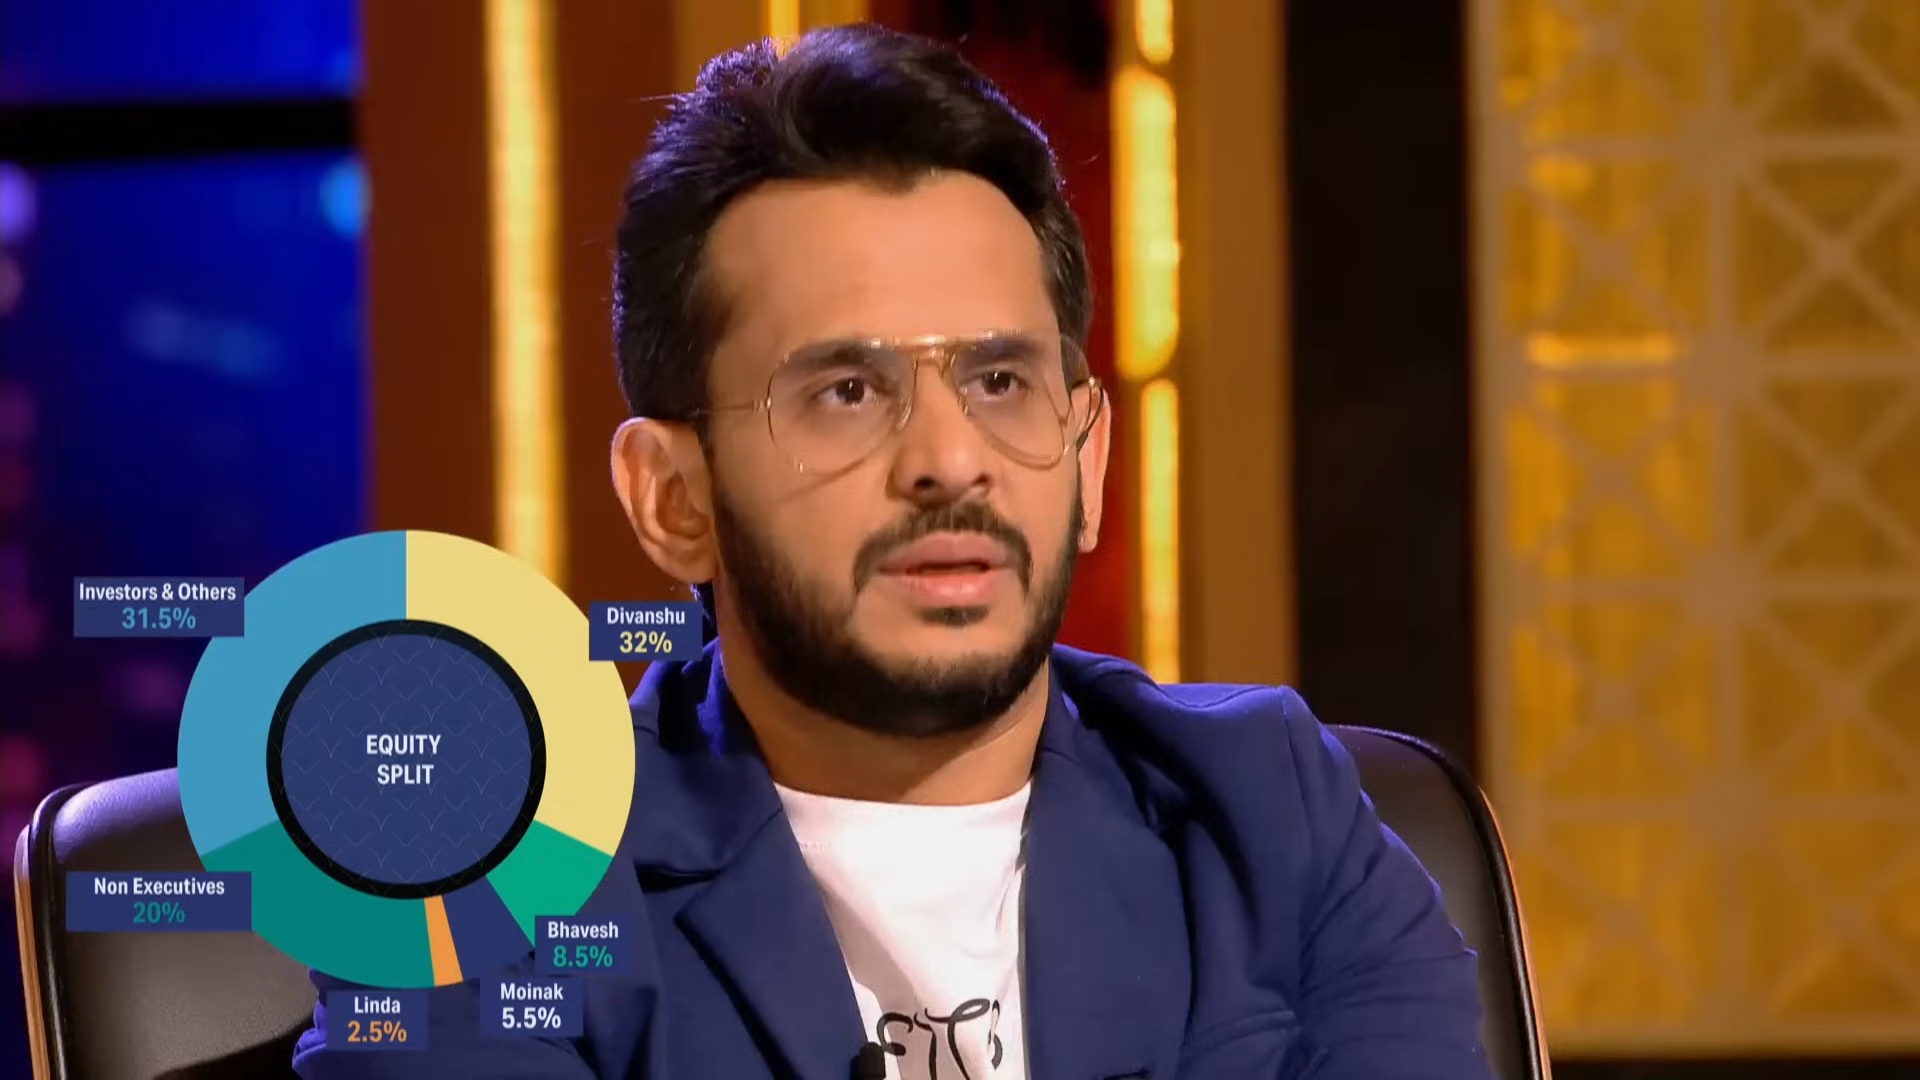 Investors & Others
31.5%
Divanshu
32%
EQUITY
SPLIT
Non Executives
20%
Bhavesh
8.5%
Moinak
5.5%
Linda
2.5%